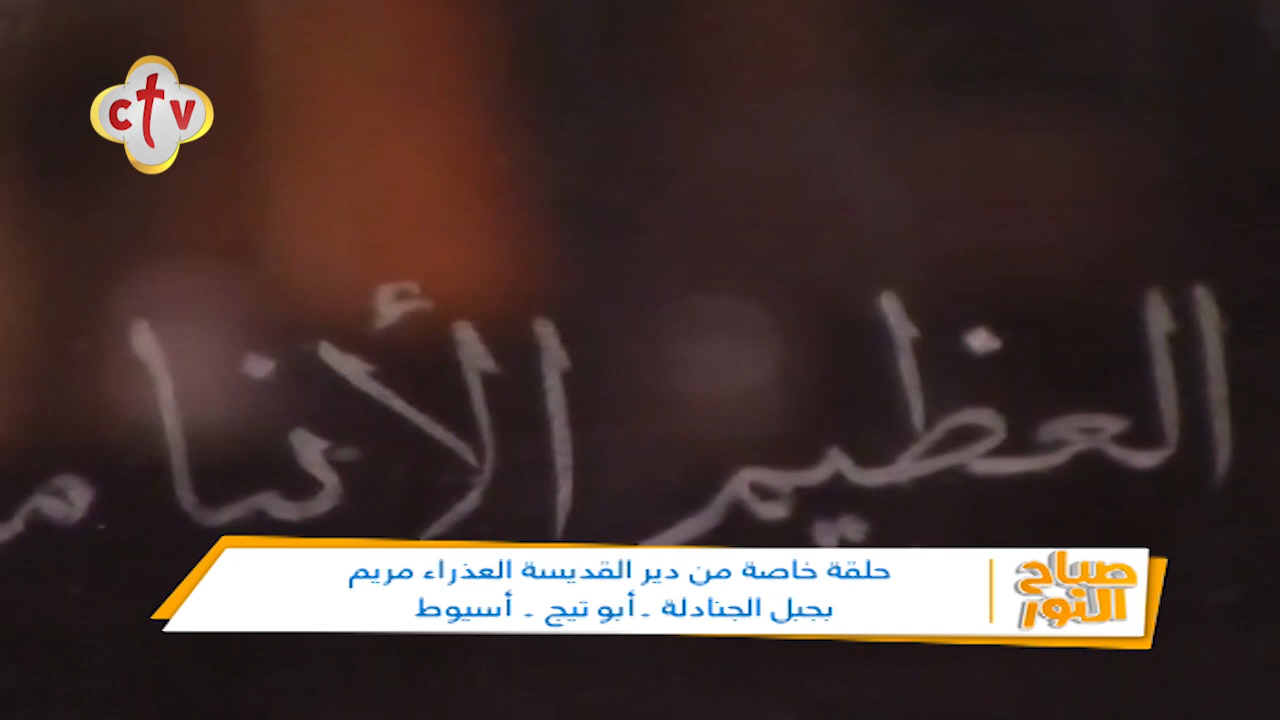 ctv
العظيم الأنبا
حلقة خاصة من دير القديسة العذراء مريم
بجبل الجنادلة - أبو تيج - أسيوط
صباح
النور